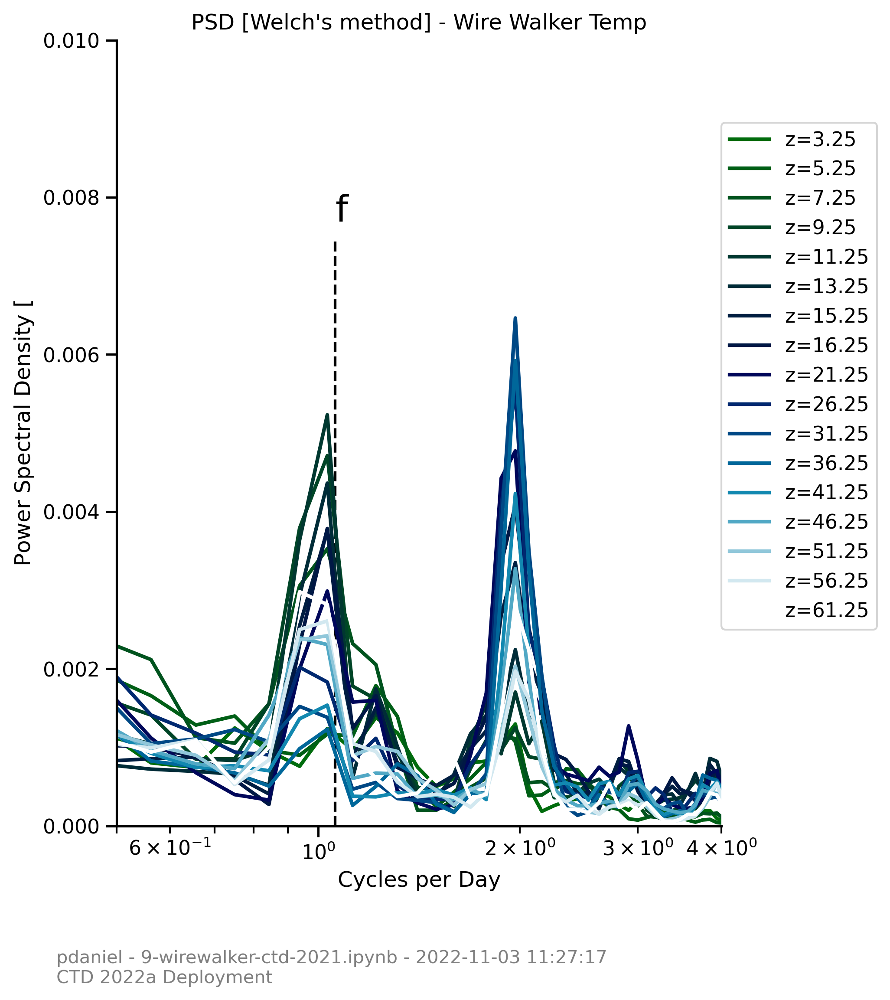 PSD [Welch's method] - Wire Walker Temp
0.010
0.008
0.006
0.004
0.002
0.000
Power Spectral Density [
f
z=3.25
z=5.25
z=7.25
z=9.25
z=11.25
z=13.25
z=15.25
z=16.25
z=21.25
z=26.25
z=31.25
z=36.25
z=41.25
z=46.25
z=51.25
z=56.25
z=61.25
6×10⁻¹
10⁰
2×10⁰
3×10⁰
4×10⁰
Cycles per Day
pdaniel - 9-wirewalker-ctd-2021.ipynb - 2022-11-03 11:27:17
CTD 2022a Deployment